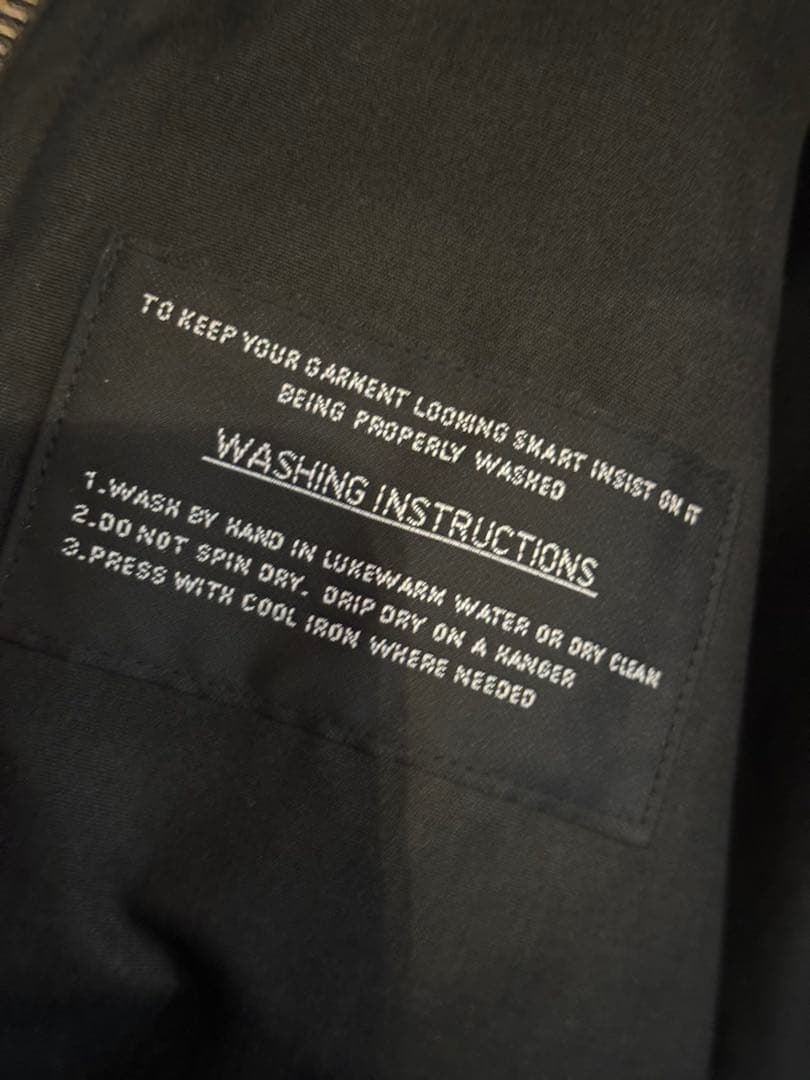 TO KEEP YOUR GARMENT LOOKING SMART INSIST ON IT
BEING PROPERLY WASHED
WASHING INSTRUCTIONS
1.WASH BY HAND IN LUKEWARM WATER OR DRY CLEAN
2.DO NOT SPIN DRY. DRIP DRY ON A HANGER
3.PRESS WITH COOL IRON WHERE NEEDED